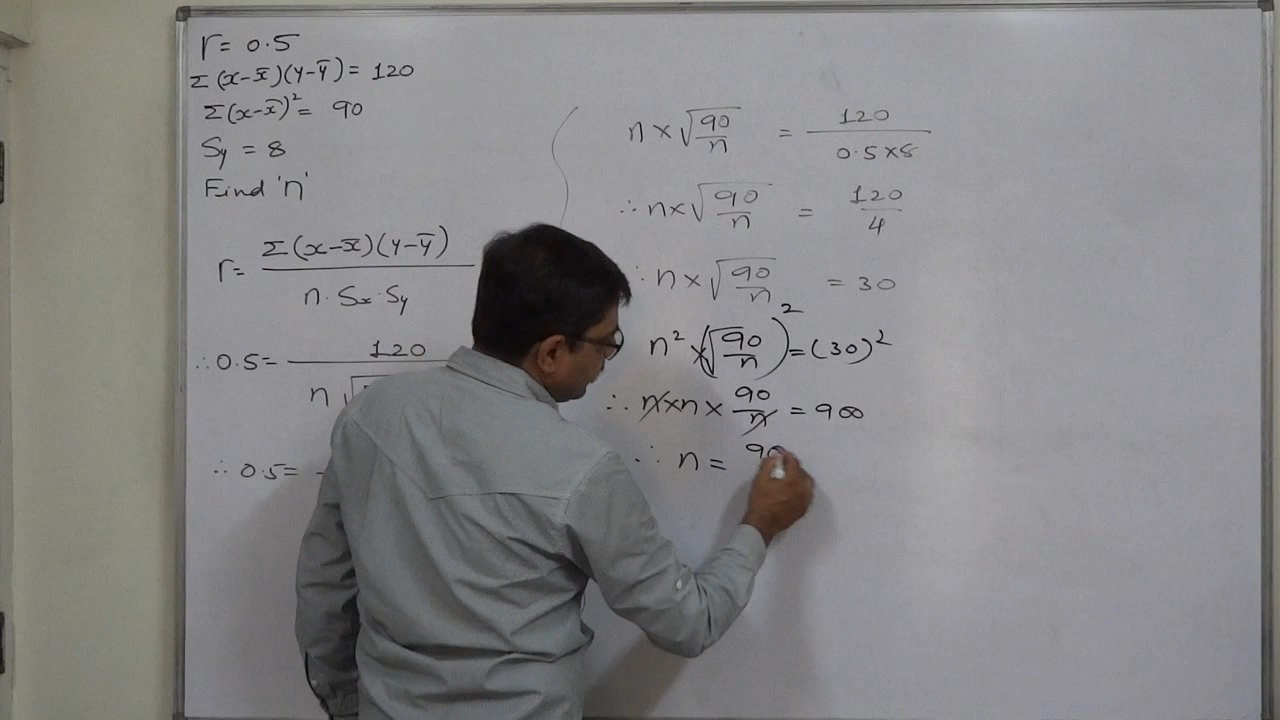 r = 0.5
Σ(x-x̄)(y-ȳ) = 120
Σ(x-x̄)² = 90
Sy = 8
Find 'n'
r = Σ(x-x̄)(y-ȳ) / n · Sx · Sy
∴ 0.5 = 120 / n √
∴ 0.5 =
n × √(90/n) = 120 / 0.5×8
∴ n × √(90/n) = 120/4
∴ n × √(90/n) = 30
n² × (√(90/n))² = (30)²
∴ n × n × 90/n = 900
∴ n = 90